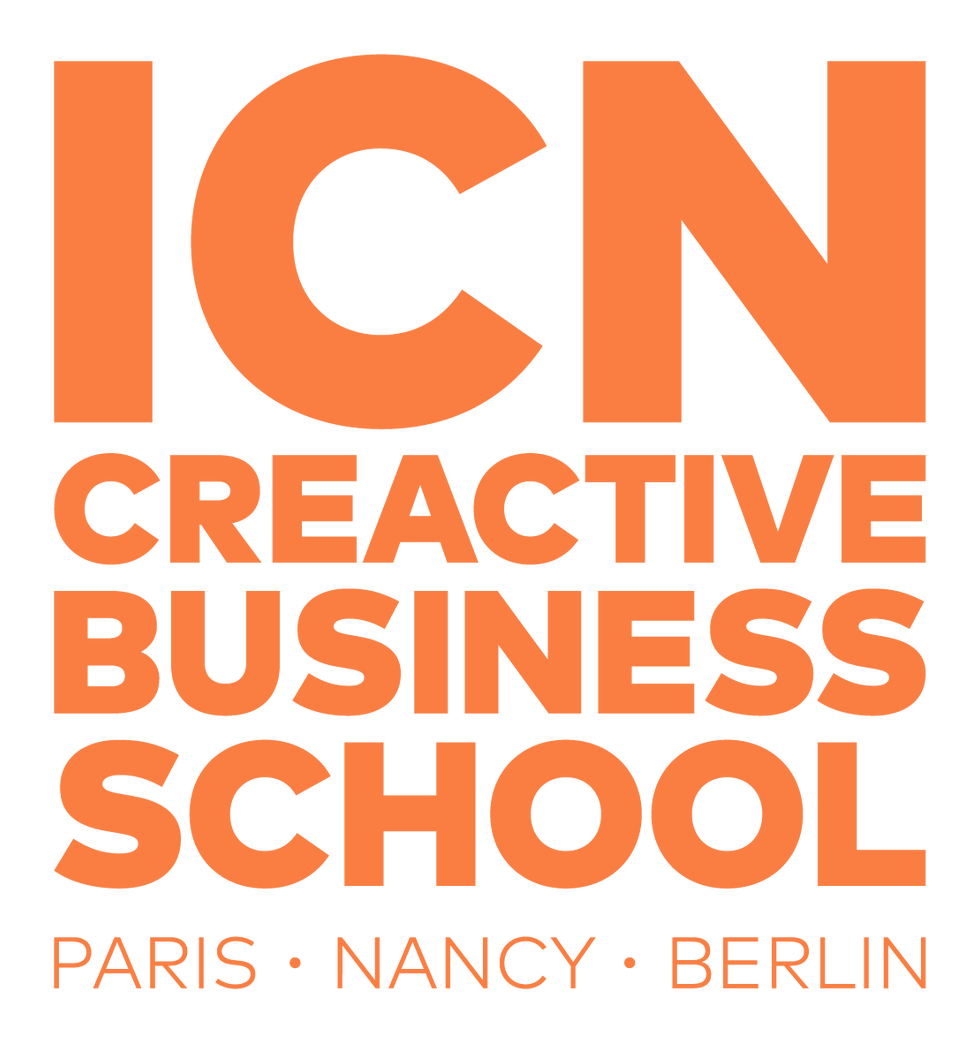 ICN
CREACTIVE
BUSINESS
SCHOOL
PARIS • NANCY • BERLIN